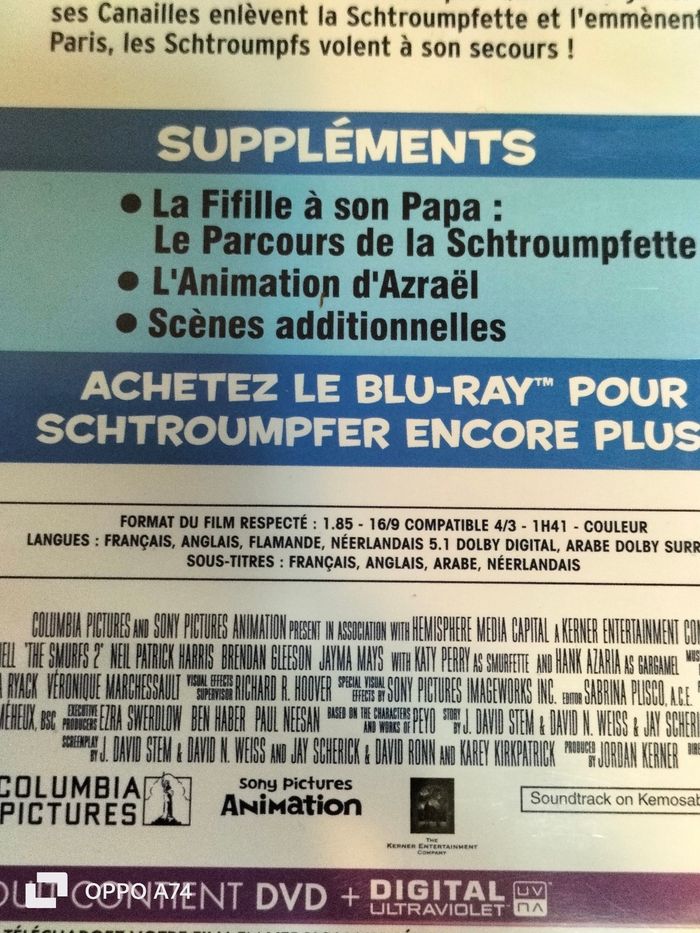 ses Canailles enlèvent la Schtroumpfette et l'emmènent
Paris, les Schtroumpfs volent à son secours !
SUPPLÉMENTS
● La Fifille à son Papa :
Le Parcours de la Schtroumpfette
● L'Animation d'Azraël
● Scènes additionnelles
ACHETEZ LE BLU-RAY™ POUR
SCHTROUMPFER ENCORE PLUS
FORMAT DU FILM RESPECTÉ : 1.85 - 16/9 COMPATIBLE 4/3 - 1H41 - COULEUR
LANGUES : FRANÇAIS, ANGLAIS, FLAMANDE, NÉERLANDAIS 5.1 DOLBY DIGITAL, ARABE DOLBY SURR
SOUS-TITRES : FRANÇAIS, ANGLAIS, ARABE, NÉERLANDAIS
COLUMBIA PICTURES AND SONY PICTURES ANIMATION PRESENT IN ASSOCIATION WITH HEMISPHERE MEDIA CAPITAL A KERNER ENTERTAINMENT CO
ELL "THE SMURFS 2" NEIL PATRICK HARRIS BRENDAN GLEESON JAYMA MAYS WITH KATY PERRY AS SMURFETTE AND HANK AZARIA AS GARGAMEL
RYACK VÉRONIQUE MARCHESSAULT VISUAL EFFECTS SUPERVISOR RICHARD R. HOOVER SPECIAL VISUAL EFFECTS BY SONY PICTURES IMAGEWORKS INC. EDITOR SABRINA PLISCO, A.C.E.
MÉHEUX, BSC EXECUTIVE PRODUCERS EZRA SWERDLOW BEN HABER PAUL NEESAN BASED ON THE CHARACTERS AND WORKS OF PEYO STORY BY J. DAVID STEM & DAVID N. WEISS & JAY SCHERI
SCREENPLAY BY J. DAVID STEM & DAVID N. WEISS AND JAY SCHERICK & DAVID RONN AND KAREY KIRKPATRICK PRODUCED BY JORDAN KERNER
COLUMBIA
PICTURES
Sony Pictures
Animation
THE
KERNER ENTERTAINMENT
COMPANY
Soundtrack on Kemosab
CONTIENT DVD + DIGITAL
ULTRAVIOLET
UV
OPPO A74